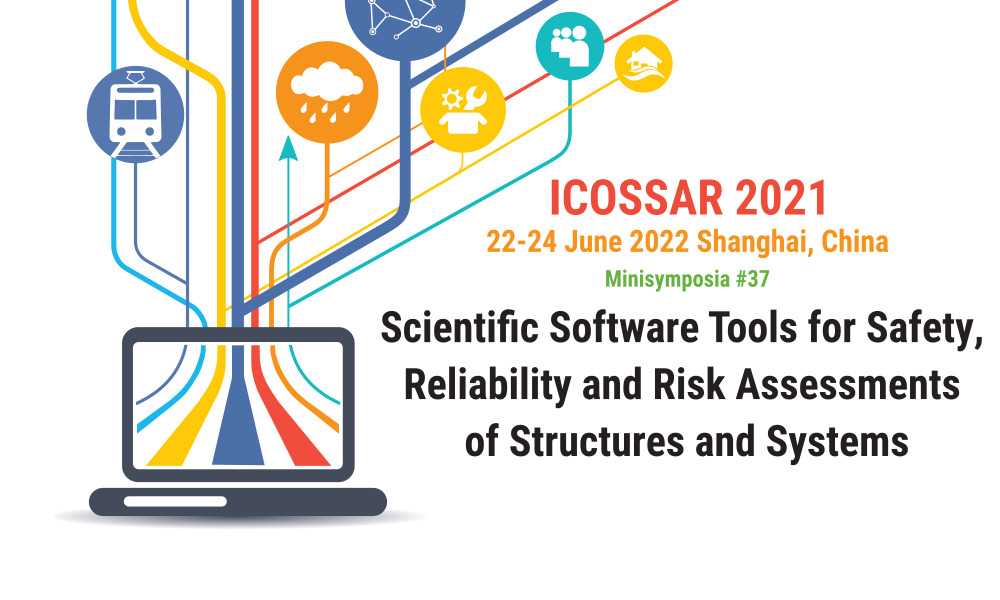 ICOSSAR 2021
22-24 June 2022 Shanghai, China
Minisymposia #37
Scientific Software Tools for Safety,
Reliability and Risk Assessments
of Structures and Systems